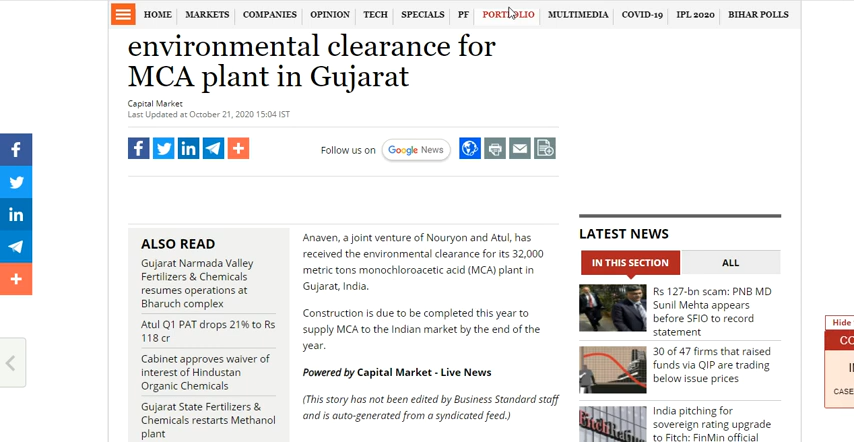 HOME MARKETS COMPANIES OPINION TECH SPECIALS PF PORTFOLIO MULTIMEDIA COVID-19 IPL 2020 BIHAR POLLS
environmental clearance for
MCA plant in Gujarat
Capital Market
Last Updated at October 21, 2020 15:04 IST
Follow us on Google News
ALSO READ
Gujarat Narmada Valley
Fertilizers & Chemicals
resumes operations at
Bharuch complex
Atul Q1 PAT drops 21% to Rs
118 cr
Cabinet approves waiver of
interest of Hindustan
Organic Chemicals
Gujarat State Fertilizers &
Chemicals restarts Methanol
plant
Anaven, a joint venture of Nouryon and Atul, has
received the environmental clearance for its 32,000
metric tons monochloroacetic acid (MCA) plant in
Gujarat, India.
Construction is due to be completed this year to
supply MCA to the Indian market by the end of the
year.
Powered by Capital Market - Live News
(This story has not been edited by Business Standard staff
and is auto-generated from a syndicated feed.)
LATEST NEWS
IN THIS SECTION ALL
Rs 127-bn scam: PNB MD
Sunil Mehta appears
before SFIO to record
statement
30 of 47 firms that raised
funds via QIP are trading
below issue prices
India pitching for
sovereign rating upgrade
to Fitch: FinMin official
Hide
CO
CASE